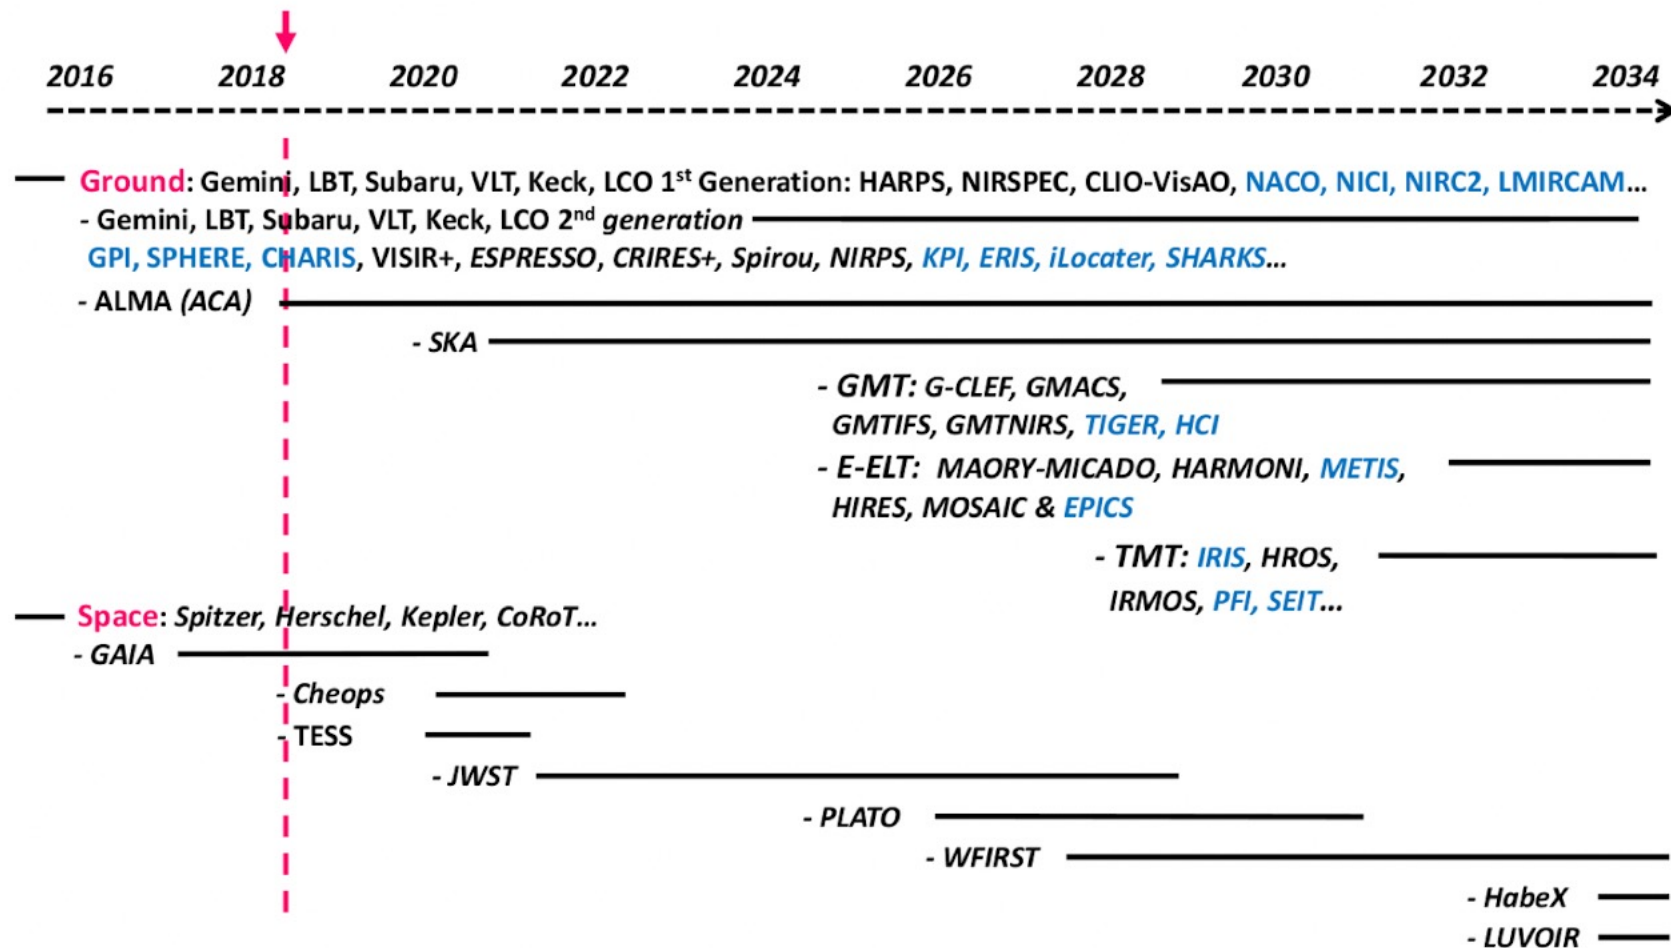 2016 2018 2020 2022 2024 2026 2028 2030 2032 2034
Ground: Gemini, LBT, Subaru, VLT, Keck, LCO 1st Generation: HARPS, NIRSPEC, CLIO-VisAO, NACO, NICI, NIRC2, LMIRCAM...
- Gemini, LBT, Subaru, VLT, Keck, LCO 2nd generation
GPI, SPHERE, CHARIS, VISIR+, ESPRESSO, CRIRES+, Spirou, NIRPS, KPI, ERIS, iLocater, SHARKS...
- ALMA (ACA)
- SKA
- GMT: G-CLEF, GMACS,
GMTIFS, GMTNIRS, TIGER, HCI
- E-ELT: MAORY-MICADO, HARMONI, METIS,
HIRES, MOSAIC & EPICS
- TMT: IRIS, HROS,
IRMOS, PFI, SEIT...
Space: Spitzer, Herschel, Kepler, CoRoT...
- GAIA
- Cheops
- TESS
- JWST
- PLATO
- WFIRST
- HabeX
- LUVOIR